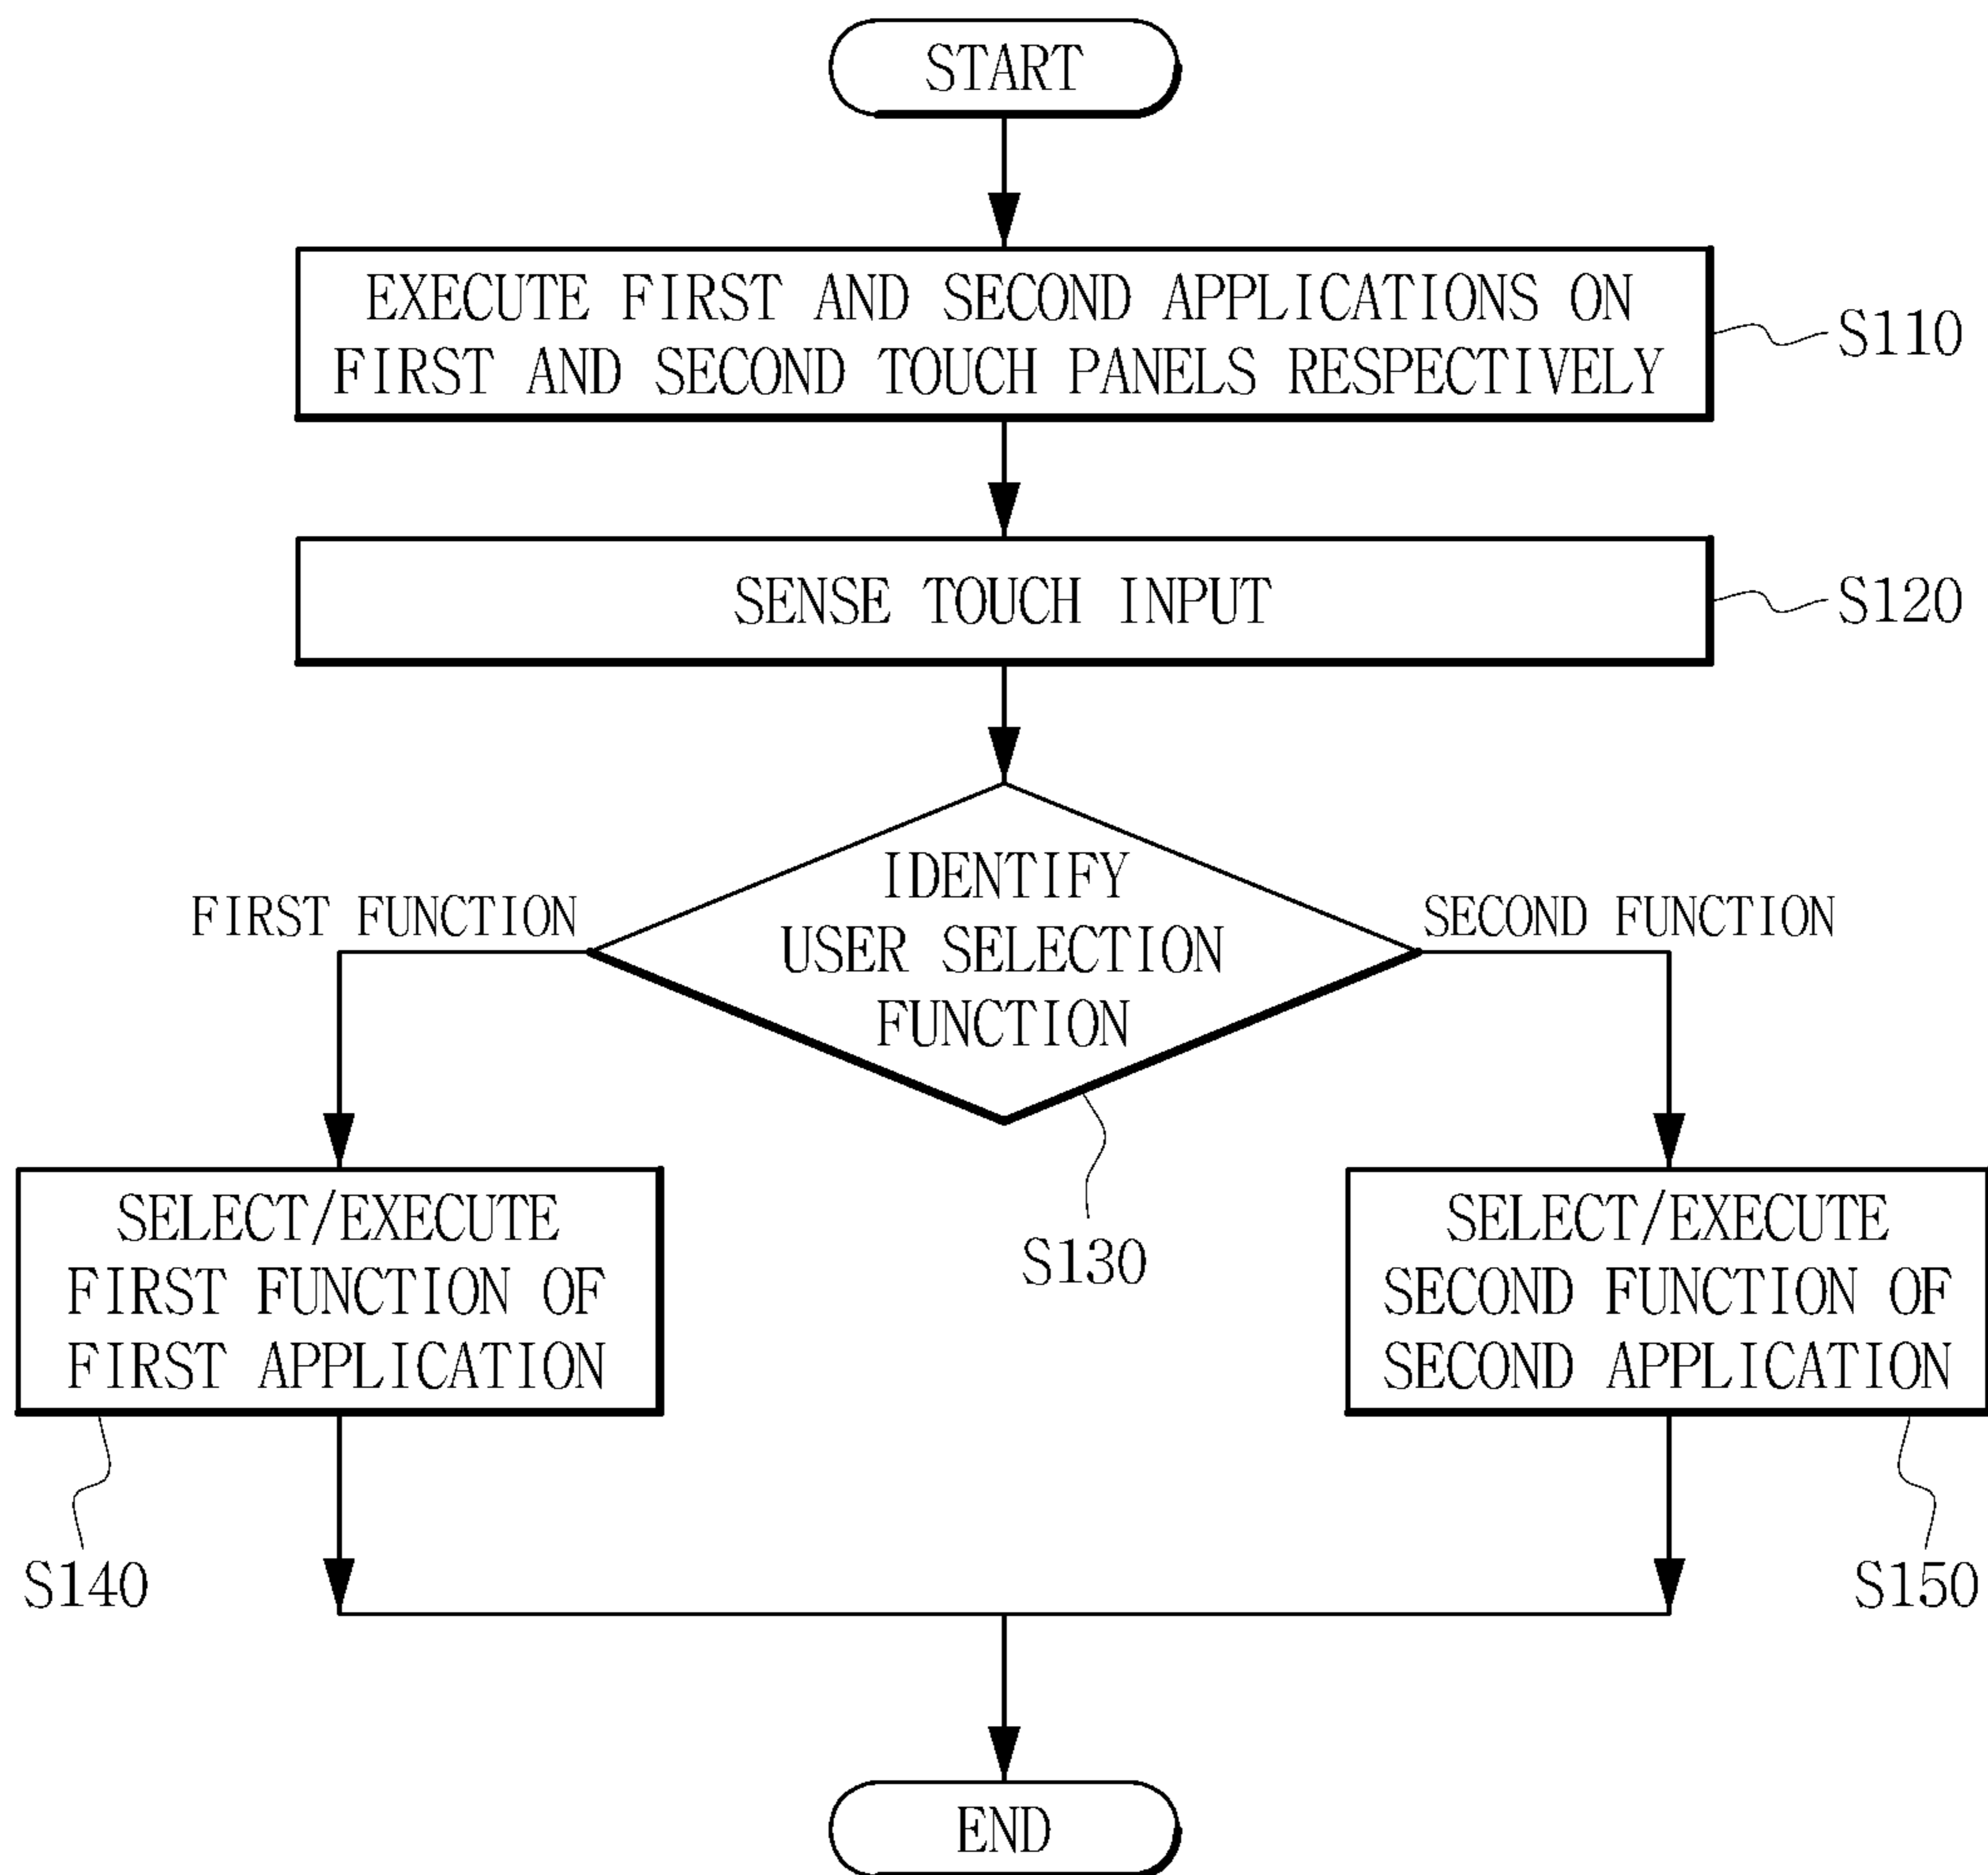 START
EXECUTE FIRST AND SECOND APPLICATIONS ON
FIRST AND SECOND TOUCH PANELS RESPECTIVELY
S110
SENSE TOUCH INPUT
S120
IDENTIFY
USER SELECTION
FUNCTION
FIRST FUNCTION
SECOND FUNCTION
S130
SELECT/EXECUTE
FIRST FUNCTION OF
FIRST APPLICATION
SELECT/EXECUTE
SECOND FUNCTION OF
SECOND APPLICATION
S140
S150
END